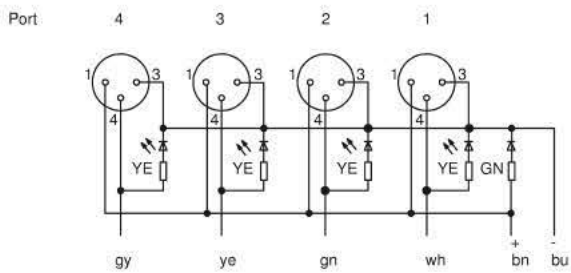 Port 4 3 2 1
1 3 1 3 1 3 1 3
4 4 4 4
YE YE YE YE GN
+ -
gy ye gn wh bn bu